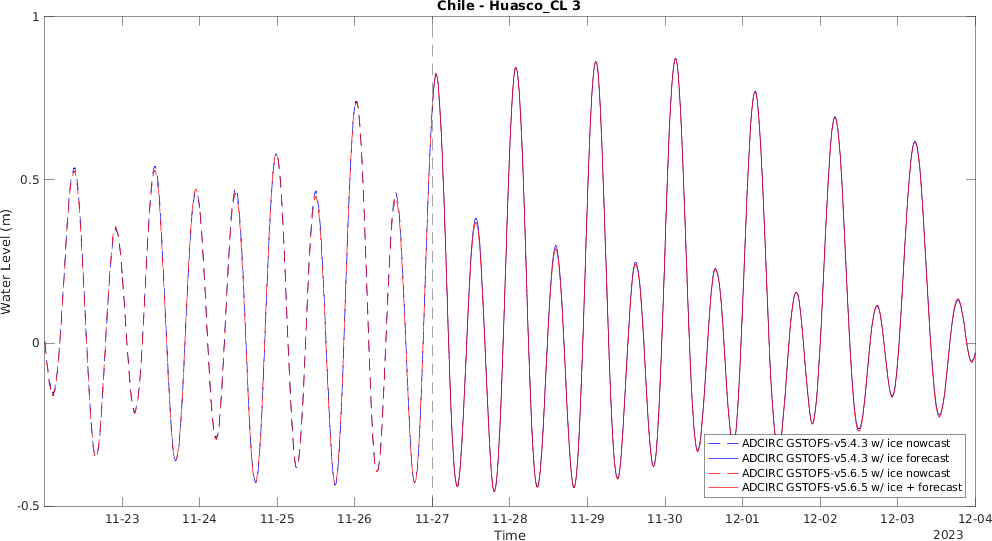 Chile - Huasco_CL 3
1
0.5
0
-0.5
Water Level (m)
ADCIRC GSTOFS-v5.4.3 w/ ice nowcast
ADCIRC GSTOFS-v5.4.3 w/ ice forecast
ADCIRC GSTOFS-v5.6.5 w/ ice nowcast
ADCIRC GSTOFS-v5.6.5 w/ ice + forecast
11-23 11-24 11-25 11-26 11-27 11-28 11-29 11-30 12-01 12-02 12-03 12-04
Time
2023